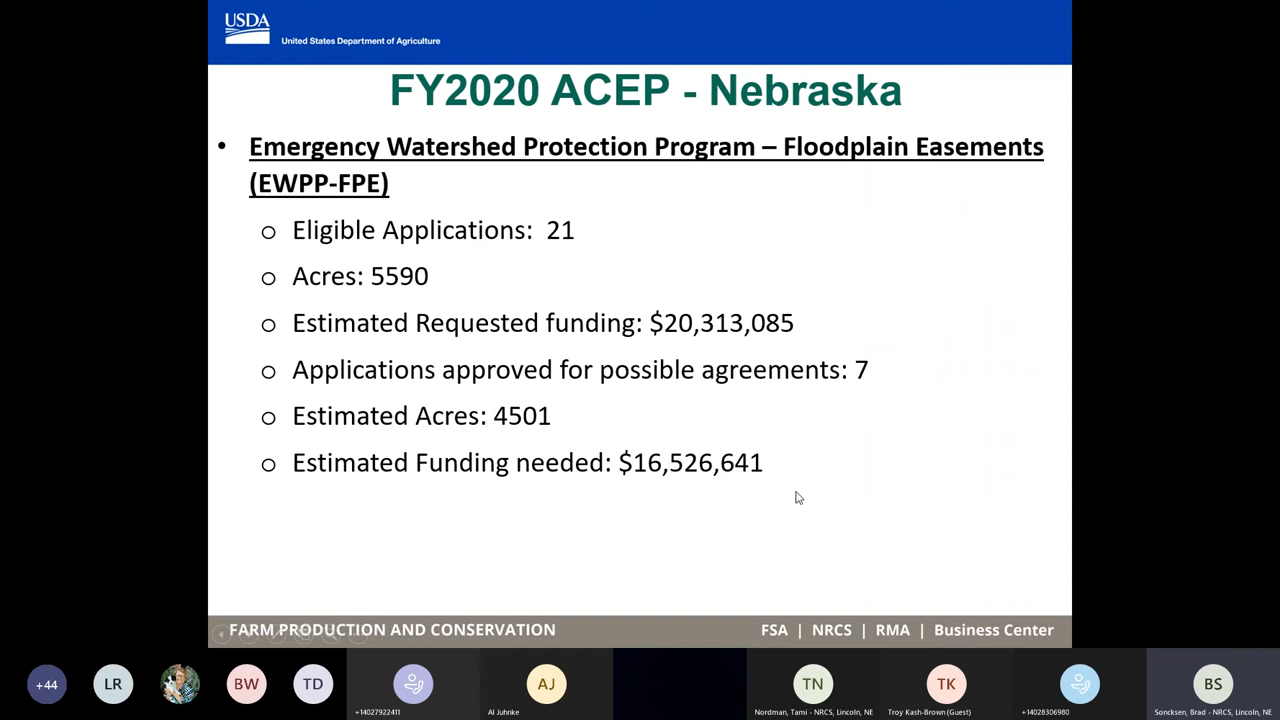 USDA
United States Department of Agriculture
FY2020 ACEP - Nebraska
• Emergency Watershed Protection Program – Floodplain Easements
(EWPP-FPE)
o Eligible Applications:  21
o Acres: 5590
o Estimated Requested funding: $20,313,085
o Applications approved for possible agreements: 7
o Estimated Acres: 4501
o Estimated Funding needed: $16,526,641
FARM PRODUCTION AND CONSERVATION
FSA | NRCS | RMA | Business Center
+44
LR
BW
TD
+14027922411
AJ
Al Juhnke
TN
Nordman, Tami - NRCS, Lincoln, NE
TK
Troy Kash-Brown (Guest)
+14028306980
BS
Soncksen, Brad - NRCS, Lincoln, NE